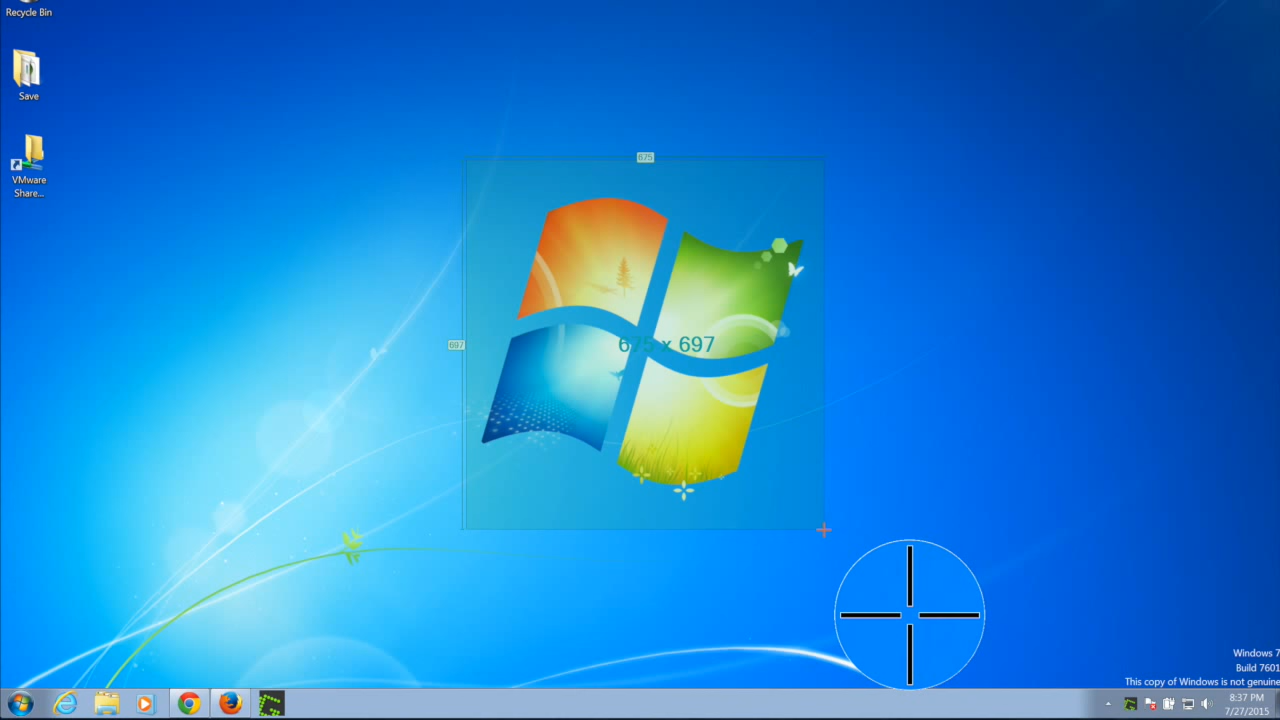 Recycle Bin
Save
VMware
Share...
675
697
675 x 697
Windows 7
Build 7601
This copy of Windows is not genuine
8:37 PM
7/27/2015